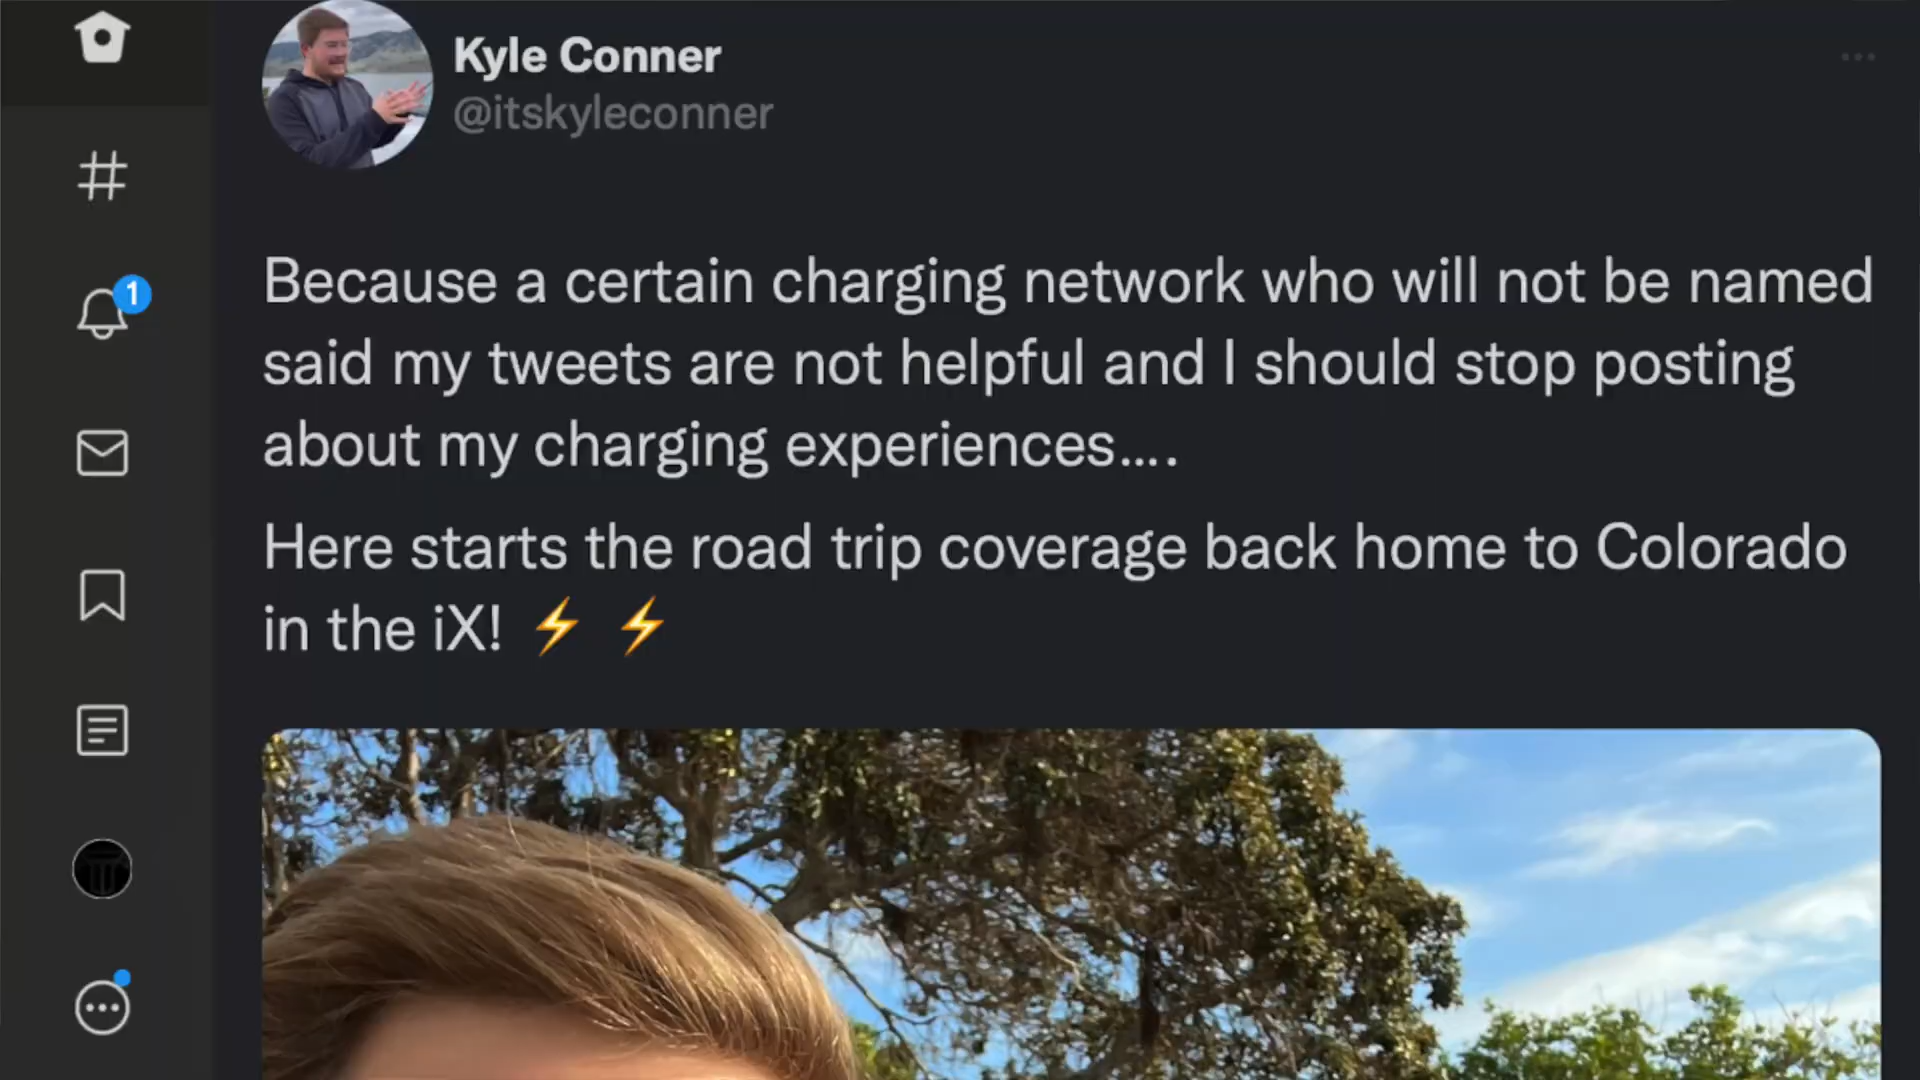 Kyle Conner
@itskyleconner
Because a certain charging network who will not be named
said my tweets are not helpful and I should stop posting
about my charging experiences....
Here starts the road trip coverage back home to Colorado
in the iX! ⚡ ⚡
1